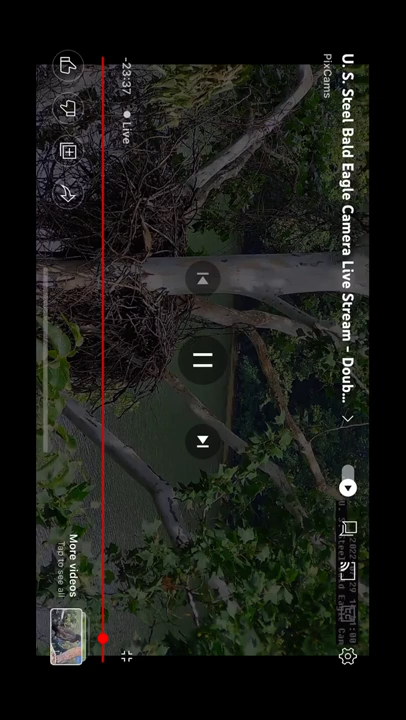 U. S. Steel Bald Eagle Camera Live Stream - Doub...
PixCams
-23:37
Live
More videos
Tap to see all